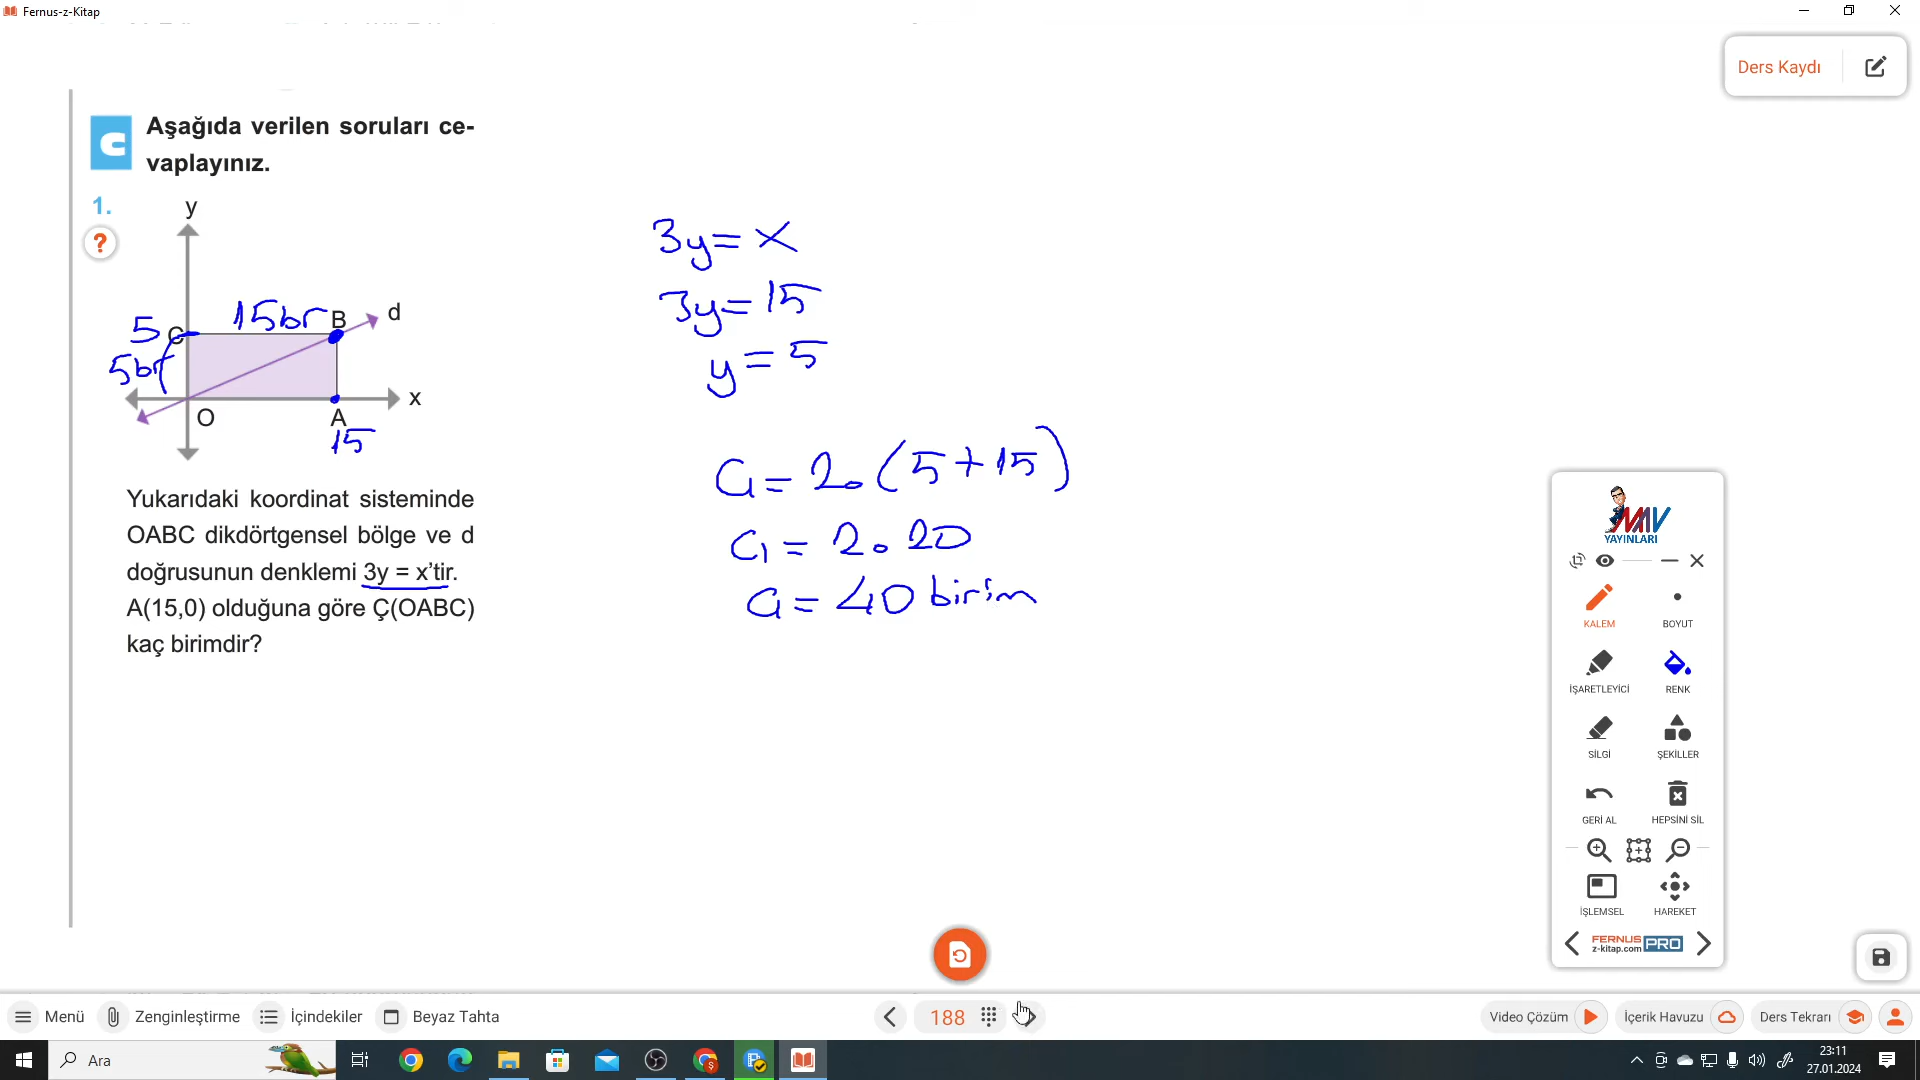 Fernus-z-Kitap
Ders Kaydı
C
Aşağıda verilen soruları ce-
vaplayınız.
1.
?
y
15br
B
d
5
C
5br
x
O
A
15
Yukarıdaki koordinat sisteminde
OABC dikdörtgensel bölge ve d
doğrusunun denklemi 3y = x’tir.
A(15,0) olduğuna göre Ç(OABC)
kaç birimdir?
3y = x
3y = 15
y = 5
Ç = 2.(5+15)
Ç = 2.20
Ç = 40 birim
MAV
YAYINLARI
KALEM
BOYUT
İŞARETLEYİCİ
RENK
SİLGİ
ŞEKİLLER
GERİ AL
HEPSİNİ SİL
İŞLEMSEL
HAREKET
FERNUS
z-kitap.com PRO
Menü
Zenginleştirme
İçindekiler
Beyaz Tahta
188
Video Çözüm
İçerik Havuzu
Ders Tekrarı
Ara
23:11
27.01.2024